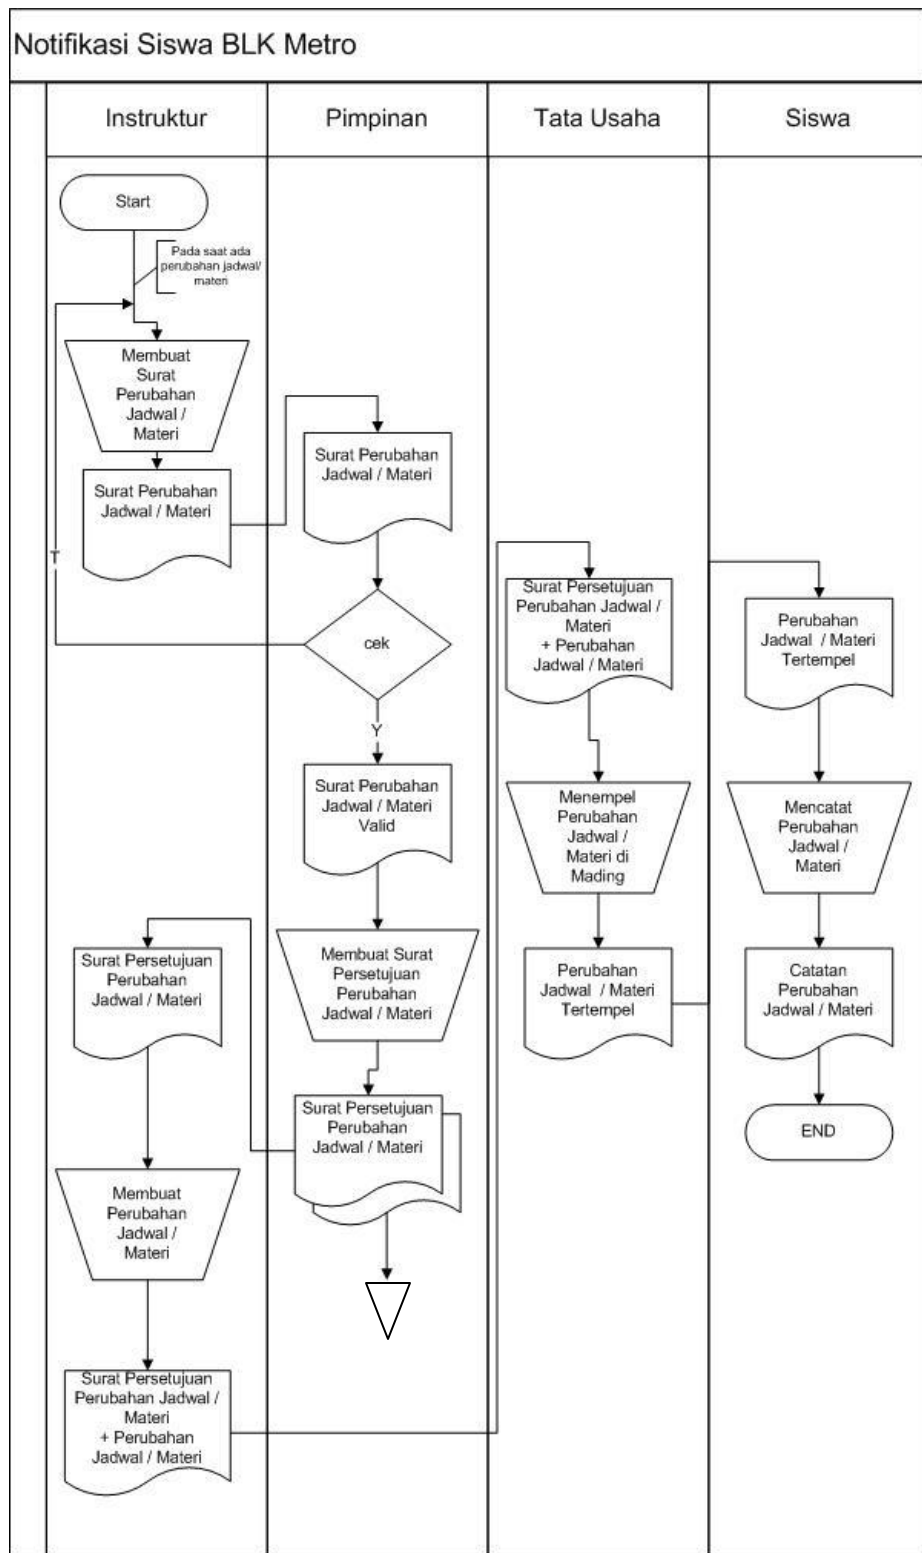 Notifikasi Siswa BLK Metro
Instruktur
Pimpinan
Tata Usaha
Siswa
Start
Pada saat ada
perubahan jadwal/
materi
Membuat
Surat
Perubahan
Jadwal /
Materi
Surat Perubahan
Jadwal / Materi
T
Surat Perubahan
Jadwal / Materi
cek
Y
Surat Perubahan
Jadwal / Materi
Valid
Membuat Surat
Persetujuan
Perubahan
Jadwal / Materi
Surat Persetujuan
Perubahan
Jadwal / Materi
Surat Persetujuan
Perubahan
Jadwal / Materi
Membuat
Perubahan
Jadwal /
Materi
Surat Persetujuan
Perubahan Jadwal /
Materi
+ Perubahan
Jadwal / Materi
Surat Persetujuan
Perubahan Jadwal /
Materi
+ Perubahan
Jadwal / Materi
Menempel
Perubahan
Jadwal /
Materi di
Mading
Perubahan
Jadwal / Materi
Tertempel
Perubahan
Jadwal / Materi
Tertempel
Mencatat
Perubahan
Jadwal /
Materi
Catatan
Perubahan
Jadwal / Materi
END